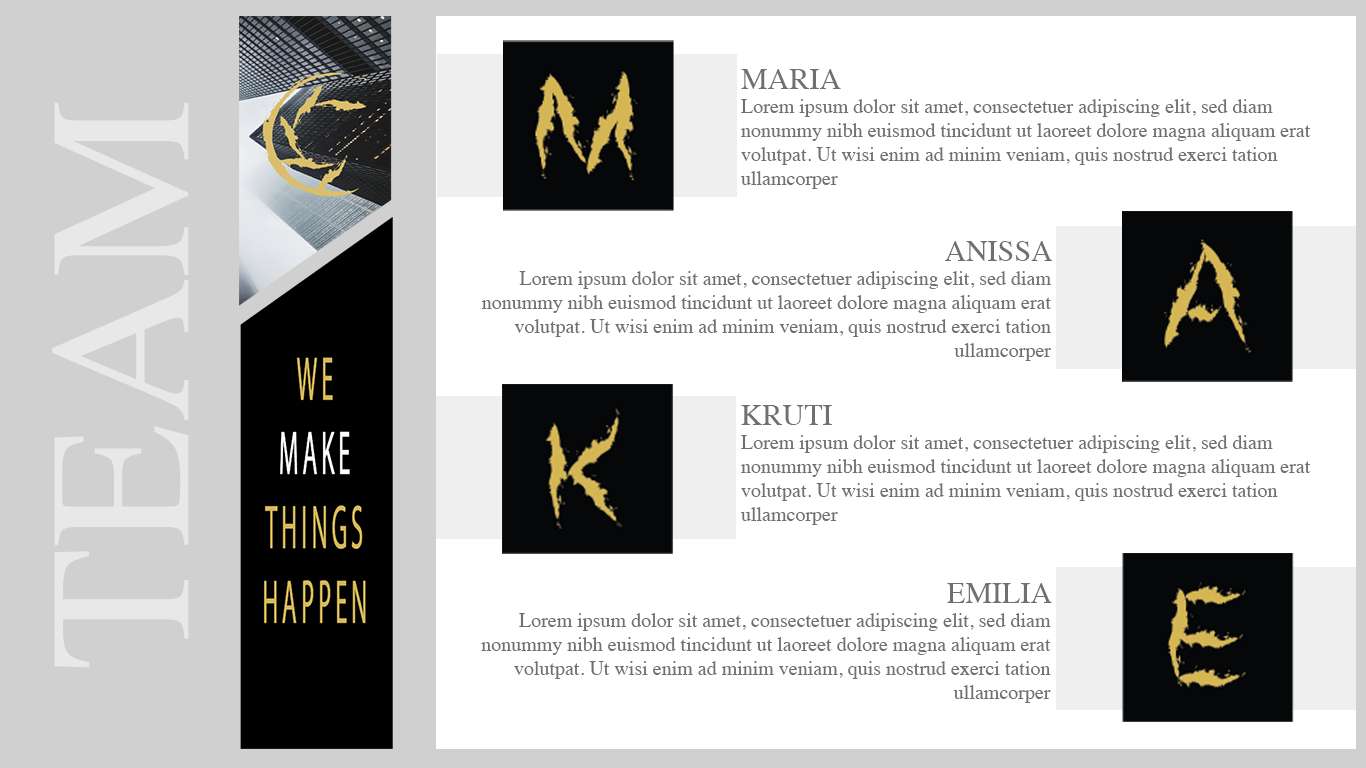 TEAM
WE
MAKE
THINGS
HAPPEN
M
MARIA
Lorem ipsum dolor sit amet, consectetuer adipiscing elit, sed diam
nonummy nibh euismod tincidunt ut laoreet dolore magna aliquam erat
volutpat. Ut wisi enim ad minim veniam, quis nostrud exerci tation
ullamcorper
ANISSA
Lorem ipsum dolor sit amet, consectetuer adipiscing elit, sed diam
nonummy nibh euismod tincidunt ut laoreet dolore magna aliquam erat
volutpat. Ut wisi enim ad minim veniam, quis nostrud exerci tation
ullamcorper
A
K
KRUTI
Lorem ipsum dolor sit amet, consectetuer adipiscing elit, sed diam
nonummy nibh euismod tincidunt ut laoreet dolore magna aliquam erat
volutpat. Ut wisi enim ad minim veniam, quis nostrud exerci tation
ullamcorper
EMILIA
Lorem ipsum dolor sit amet, consectetuer adipiscing elit, sed diam
nonummy nibh euismod tincidunt ut laoreet dolore magna aliquam erat
volutpat. Ut wisi enim ad minim veniam, quis nostrud exerci tation
ullamcorper
E